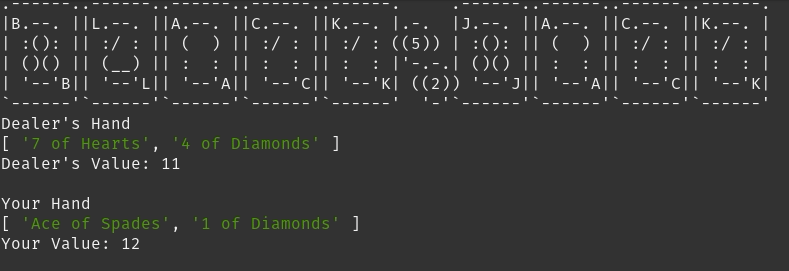 .------..------..------..------..------.     .------..------..------..------.
|B.--. ||L.--. ||A.--. ||C.--. ||K.--. |.-.  |J.--. ||A.--. ||C.--. ||K.--. |
| :(): || :/\: || (\/) || :/\: || :/\: ((5)) | :(): || (\/) || :/\: || :/\: |
| ()() || (__) || :\/: || :\/: || :\/: |'-.-.| ()() || :\/: || :\/: || :\/: |
| '--'B|| '--'L|| '--'A|| '--'C|| '--'K| ((2)) '--'J|| '--'A|| '--'C|| '--'K|
`------'`------'`------'`------'`------'  '-'`------'`------'`------'`------'
Dealer's Hand
[ '7 of Hearts', '4 of Diamonds' ]
Dealer's Value: 11
Your Hand
[ 'Ace of Spades', '1 of Diamonds' ]
Your Value: 12